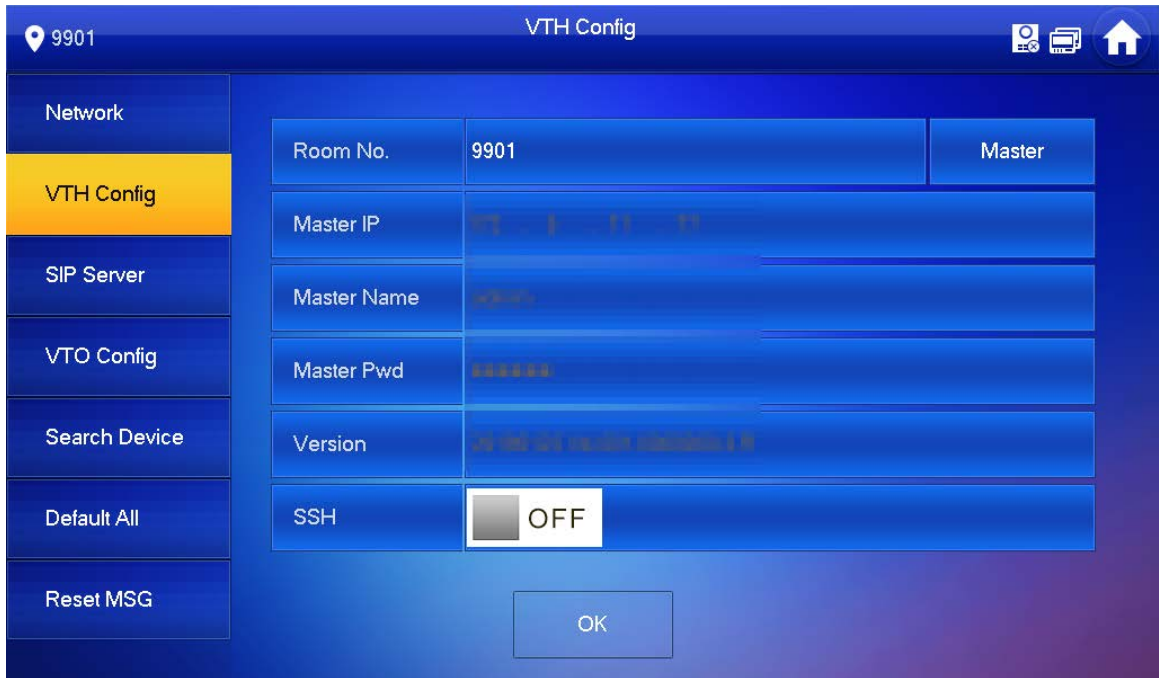 9901
VTH Config
Network
VTH Config
SIP Server
VTO Config
Search Device
Default All
Reset MSG
Room No. 9901 Master
Master IP
Master Name
Master Pwd
Version
SSH OFF
OK